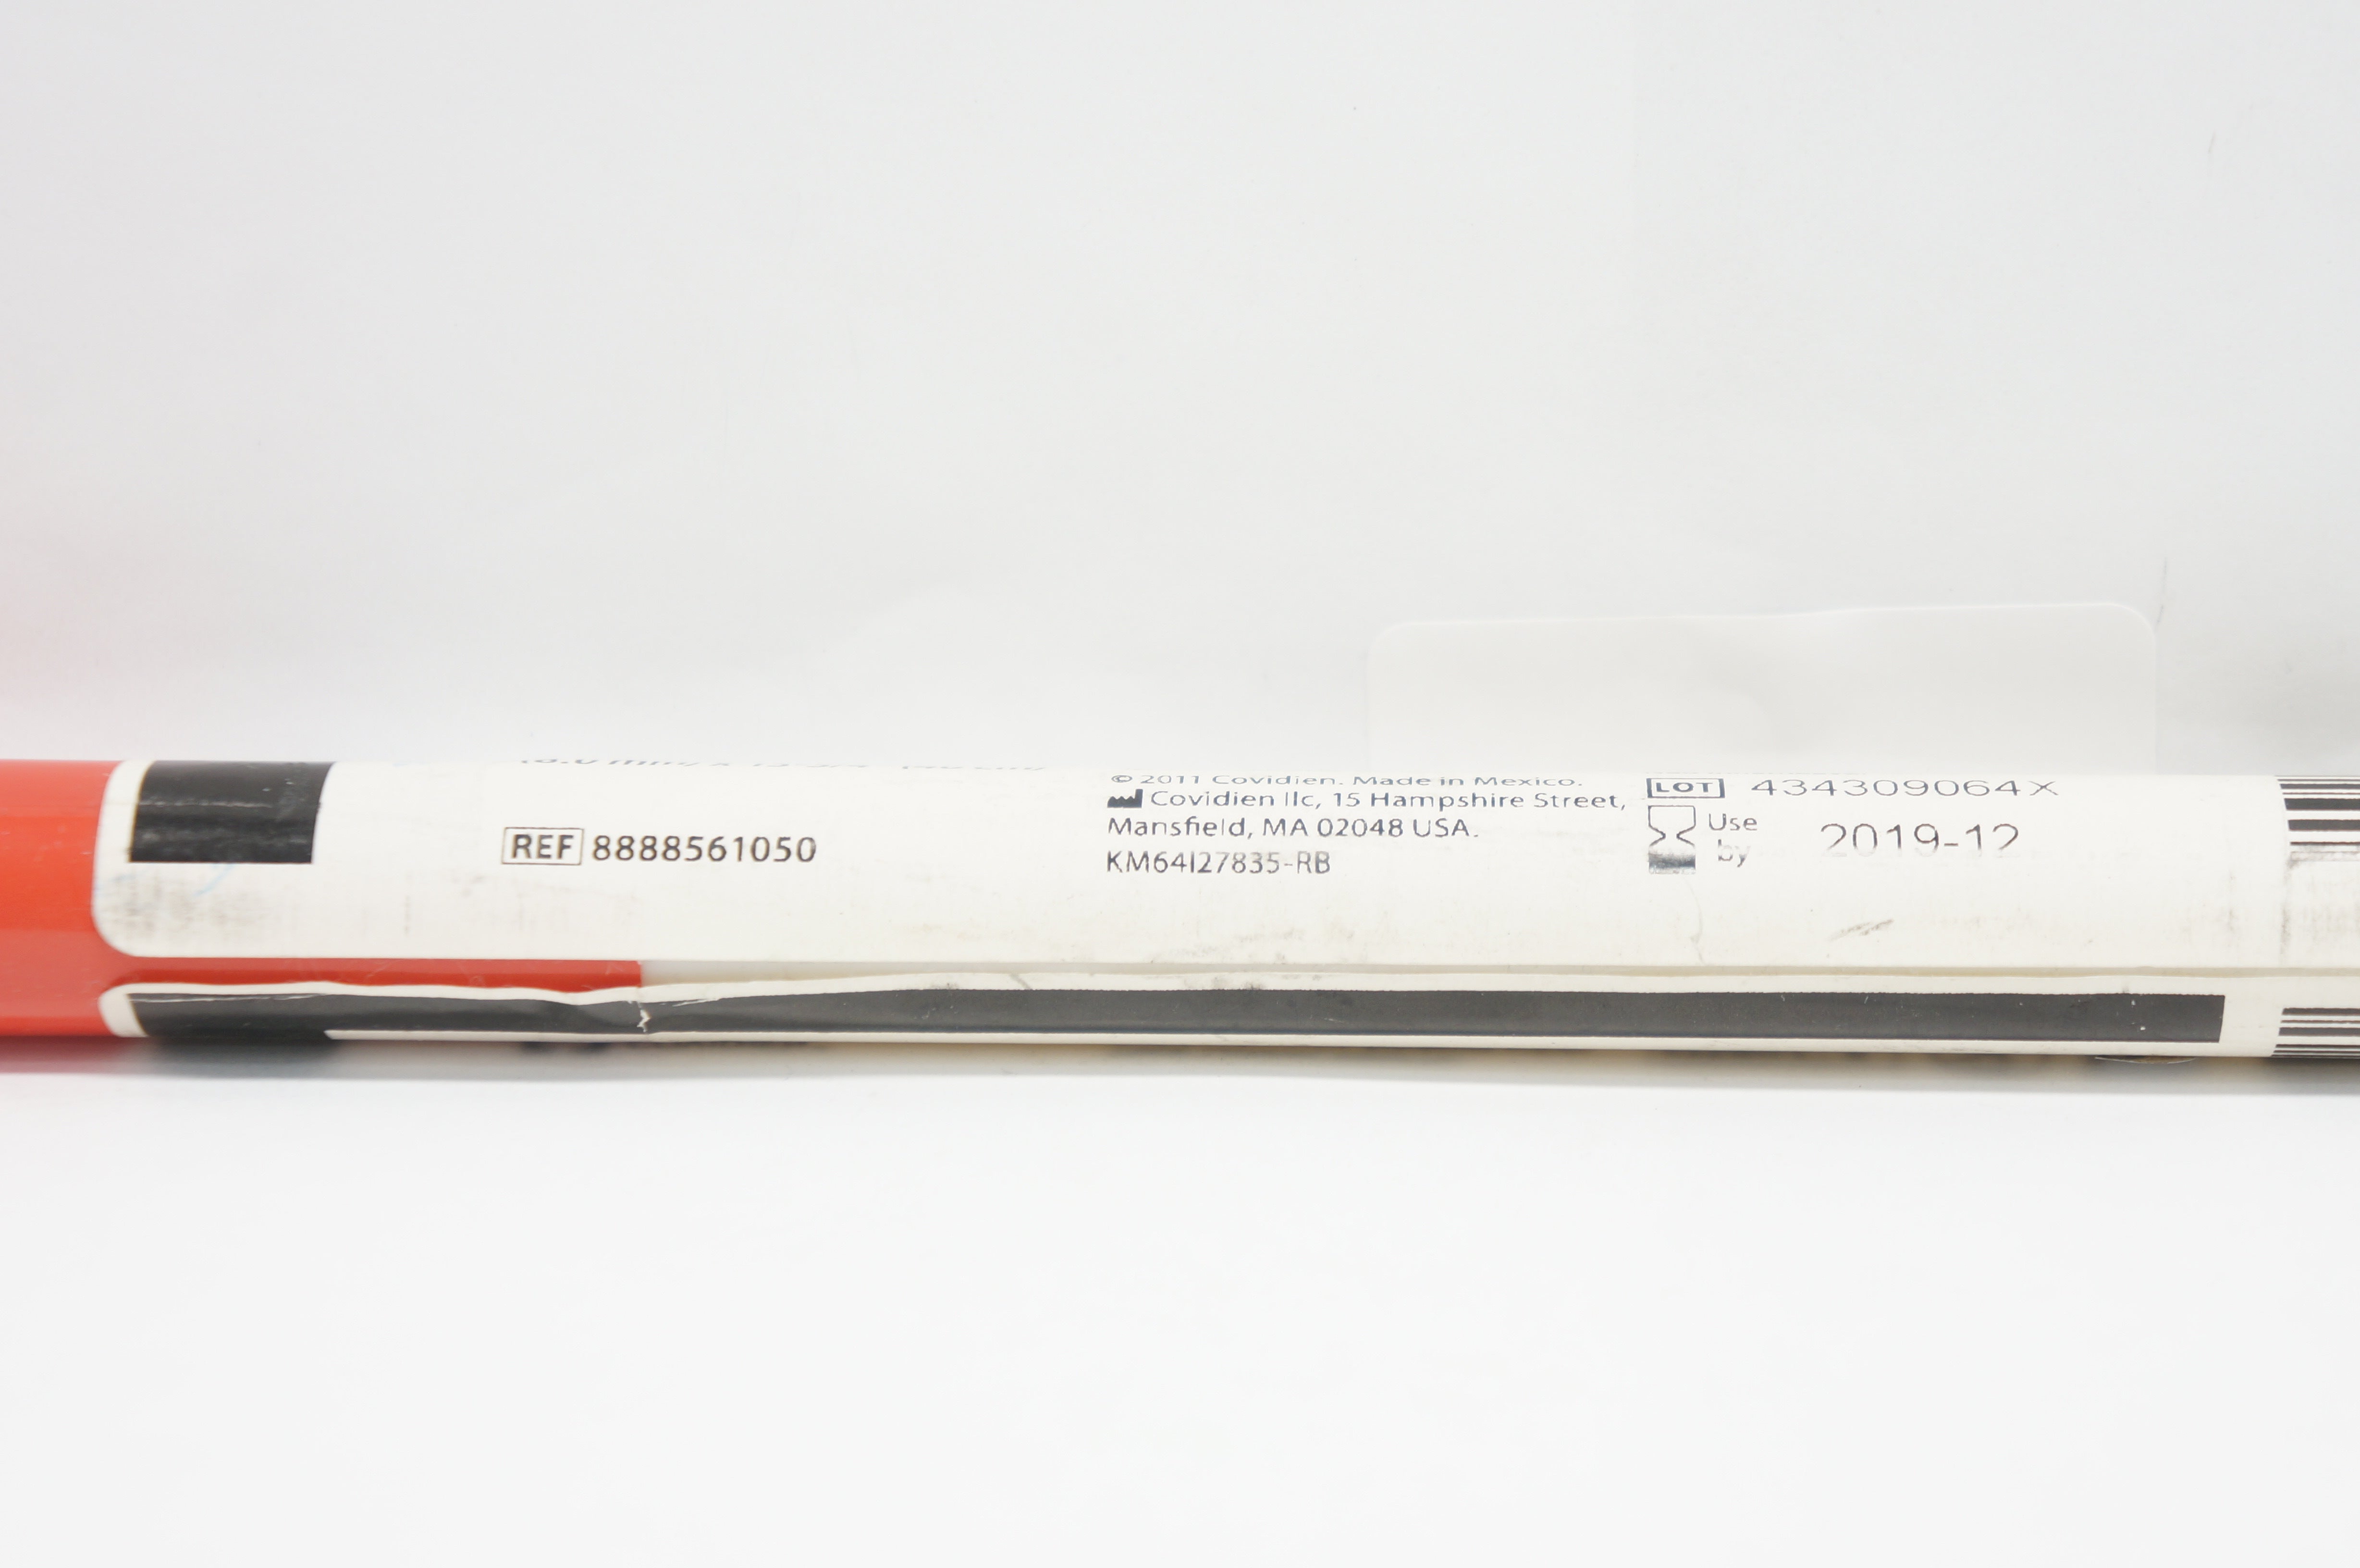 REF 8888561050
© 2011 Covidien. Made in Mexico.
Covidien llc, 15 Hampshire Street,
Mansfield, MA 02048 USA.
KM64I27835-RB
LOT 434309064X
Use by 2019-12